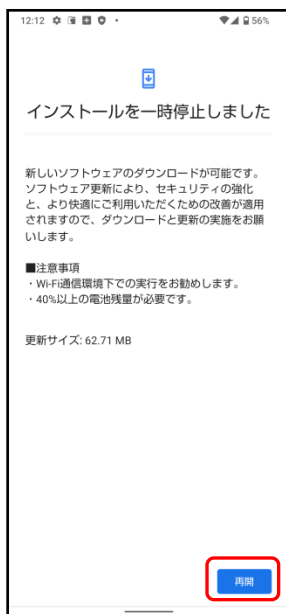 12:12 56%
インストールを一時停止しました
新しいソフトウェアのダウンロードが可能です。
ソフトウェア更新により、セキュリティの強化
と、より快適にご利用いただくための改善が適用
されますので、ダウンロードと更新の実施をお願
いします。
■注意事項
・Wi-Fi通信環境下での実行をお勧めします。
・40%以上の電池残量が必要です。
更新サイズ: 62.71 MB
再開